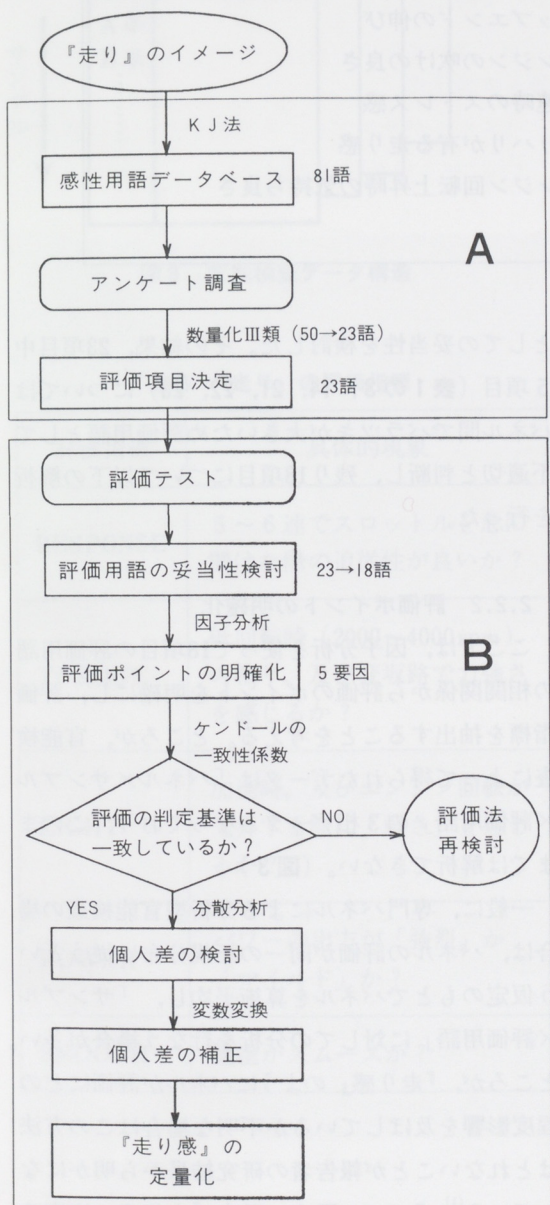 『走り』のイメージ
KJ法
感性用語データベース 81語
A
アンケート調査
数量化Ⅲ類（50→23語）
評価項目決定 23語
評価テスト
評価用語の妥当性検討 23→18語
因子分析
評価ポイントの明確化 5要因
B
ケンドールの
一致性係数
評価の判定基準は
一致しているか？
NO
評価法
再検討
YES 分散分析
個人差の検討
変数変換
個人差の補正
『走り感』の
定量化